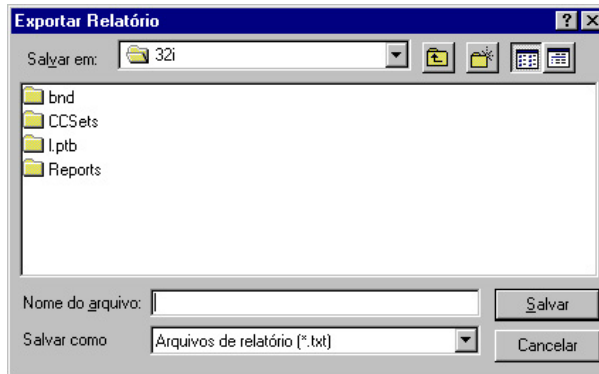 Exportar Relatório
Salvar em: 32i
bnd
CCSets
l.ptb
Reports
Nome do arquivo: Salvar
Salvar como Arquivos de relatório (*.txt) Cancelar